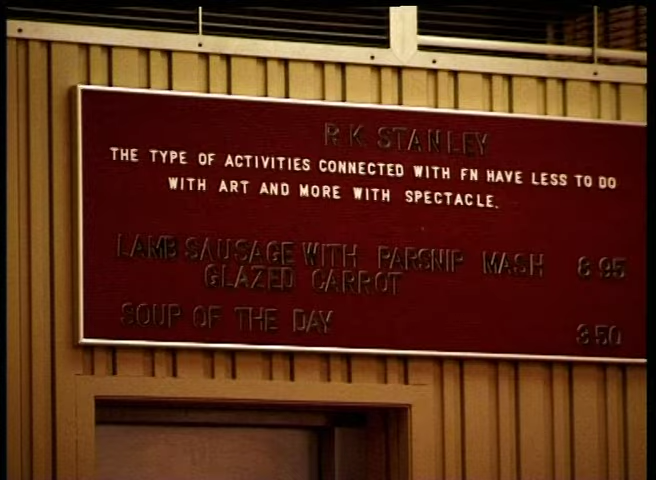 R K STANLEY
THE TYPE OF ACTIVITIES CONNECTED WITH FN HAVE LESS TO DO
WITH ART AND MORE WITH SPECTACLE.
LAMB SAUSAGE WITH PARSNIP MASH 8 95
GLAZED CARROT
SOUP OF THE DAY 3 50